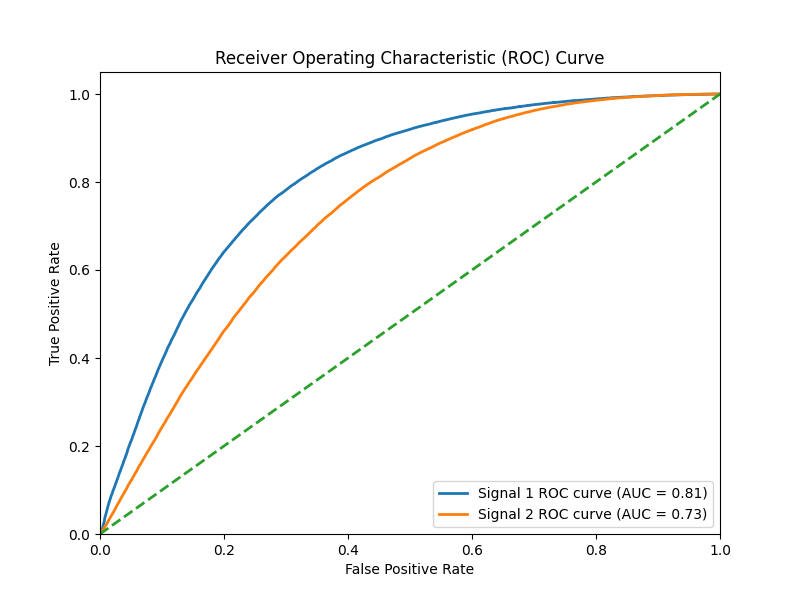 Receiver Operating Characteristic (ROC) Curve
True Positive Rate
1.0
0.8
0.6
0.4
0.2
0.0
0.0 0.2 0.4 0.6 0.8 1.0
False Positive Rate
Signal 1 ROC curve (AUC = 0.81)
Signal 2 ROC curve (AUC = 0.73)